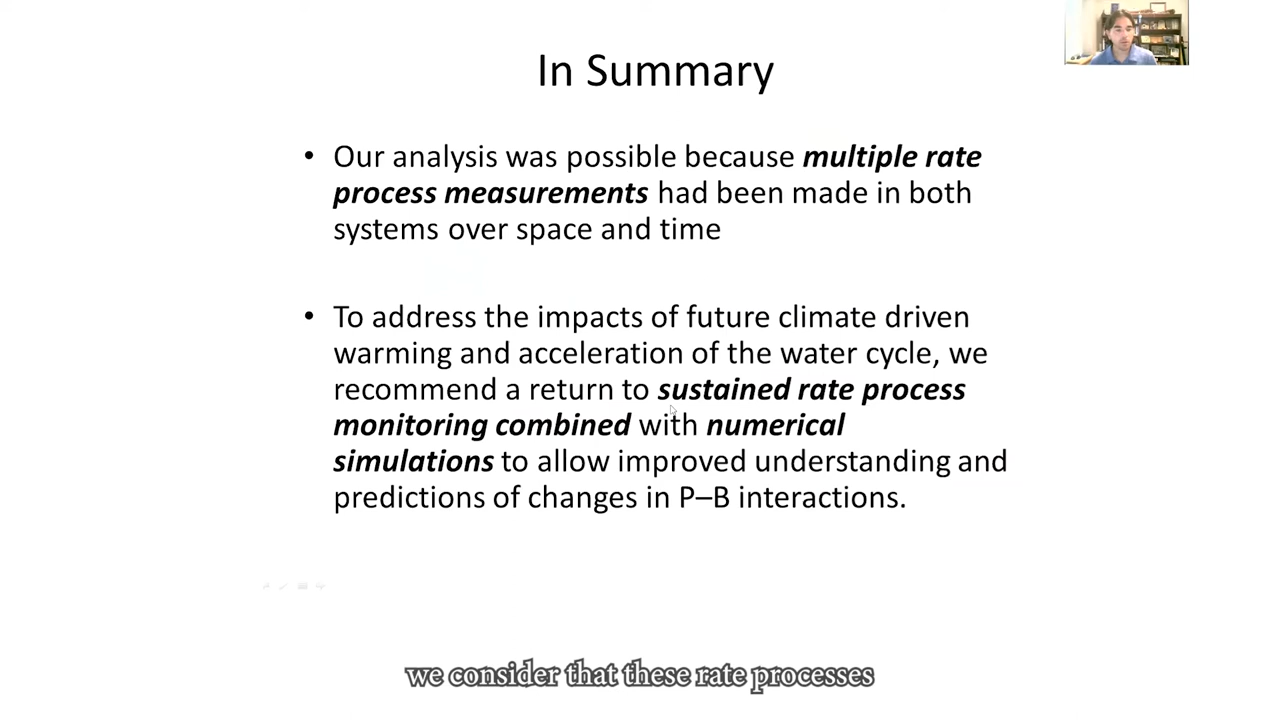 In Summary
• Our analysis was possible because multiple rate
process measurements had been made in both
systems over space and time
• To address the impacts of future climate driven
warming and acceleration of the water cycle, we
recommend a return to sustained rate process
monitoring combined with numerical
simulations to allow improved understanding and
predictions of changes in P–B interactions.
we consider that these rate processes